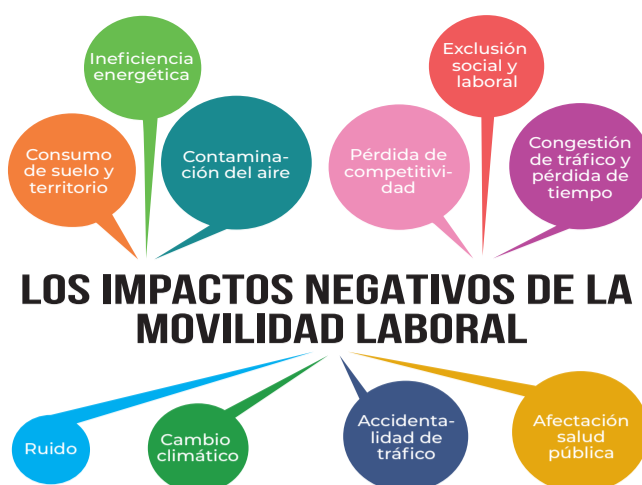 Ineficiencia
energética
Exclusión
social y
laboral
Consumo
de suelo y
territorio
Contamina-
ción del aire
Pérdida de
competitivi-
dad
Congestión
de tráfico y
pérdida de
tiempo
LOS IMPACTOS NEGATIVOS DE LA
MOVILIDAD LABORAL
Ruido
Cambio
climático
Accidenta-
lidad de
tráfico
Afectación
salud
pública